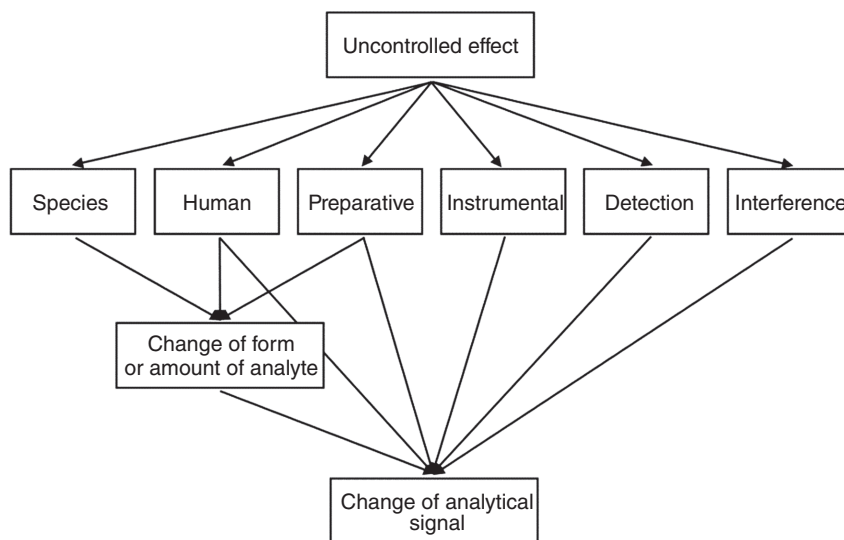 Uncontrolled effect
Species
Human
Preparative
Instrumental
Detection
Interference
Change of form
or amount of analyte
Change of analytical
signal